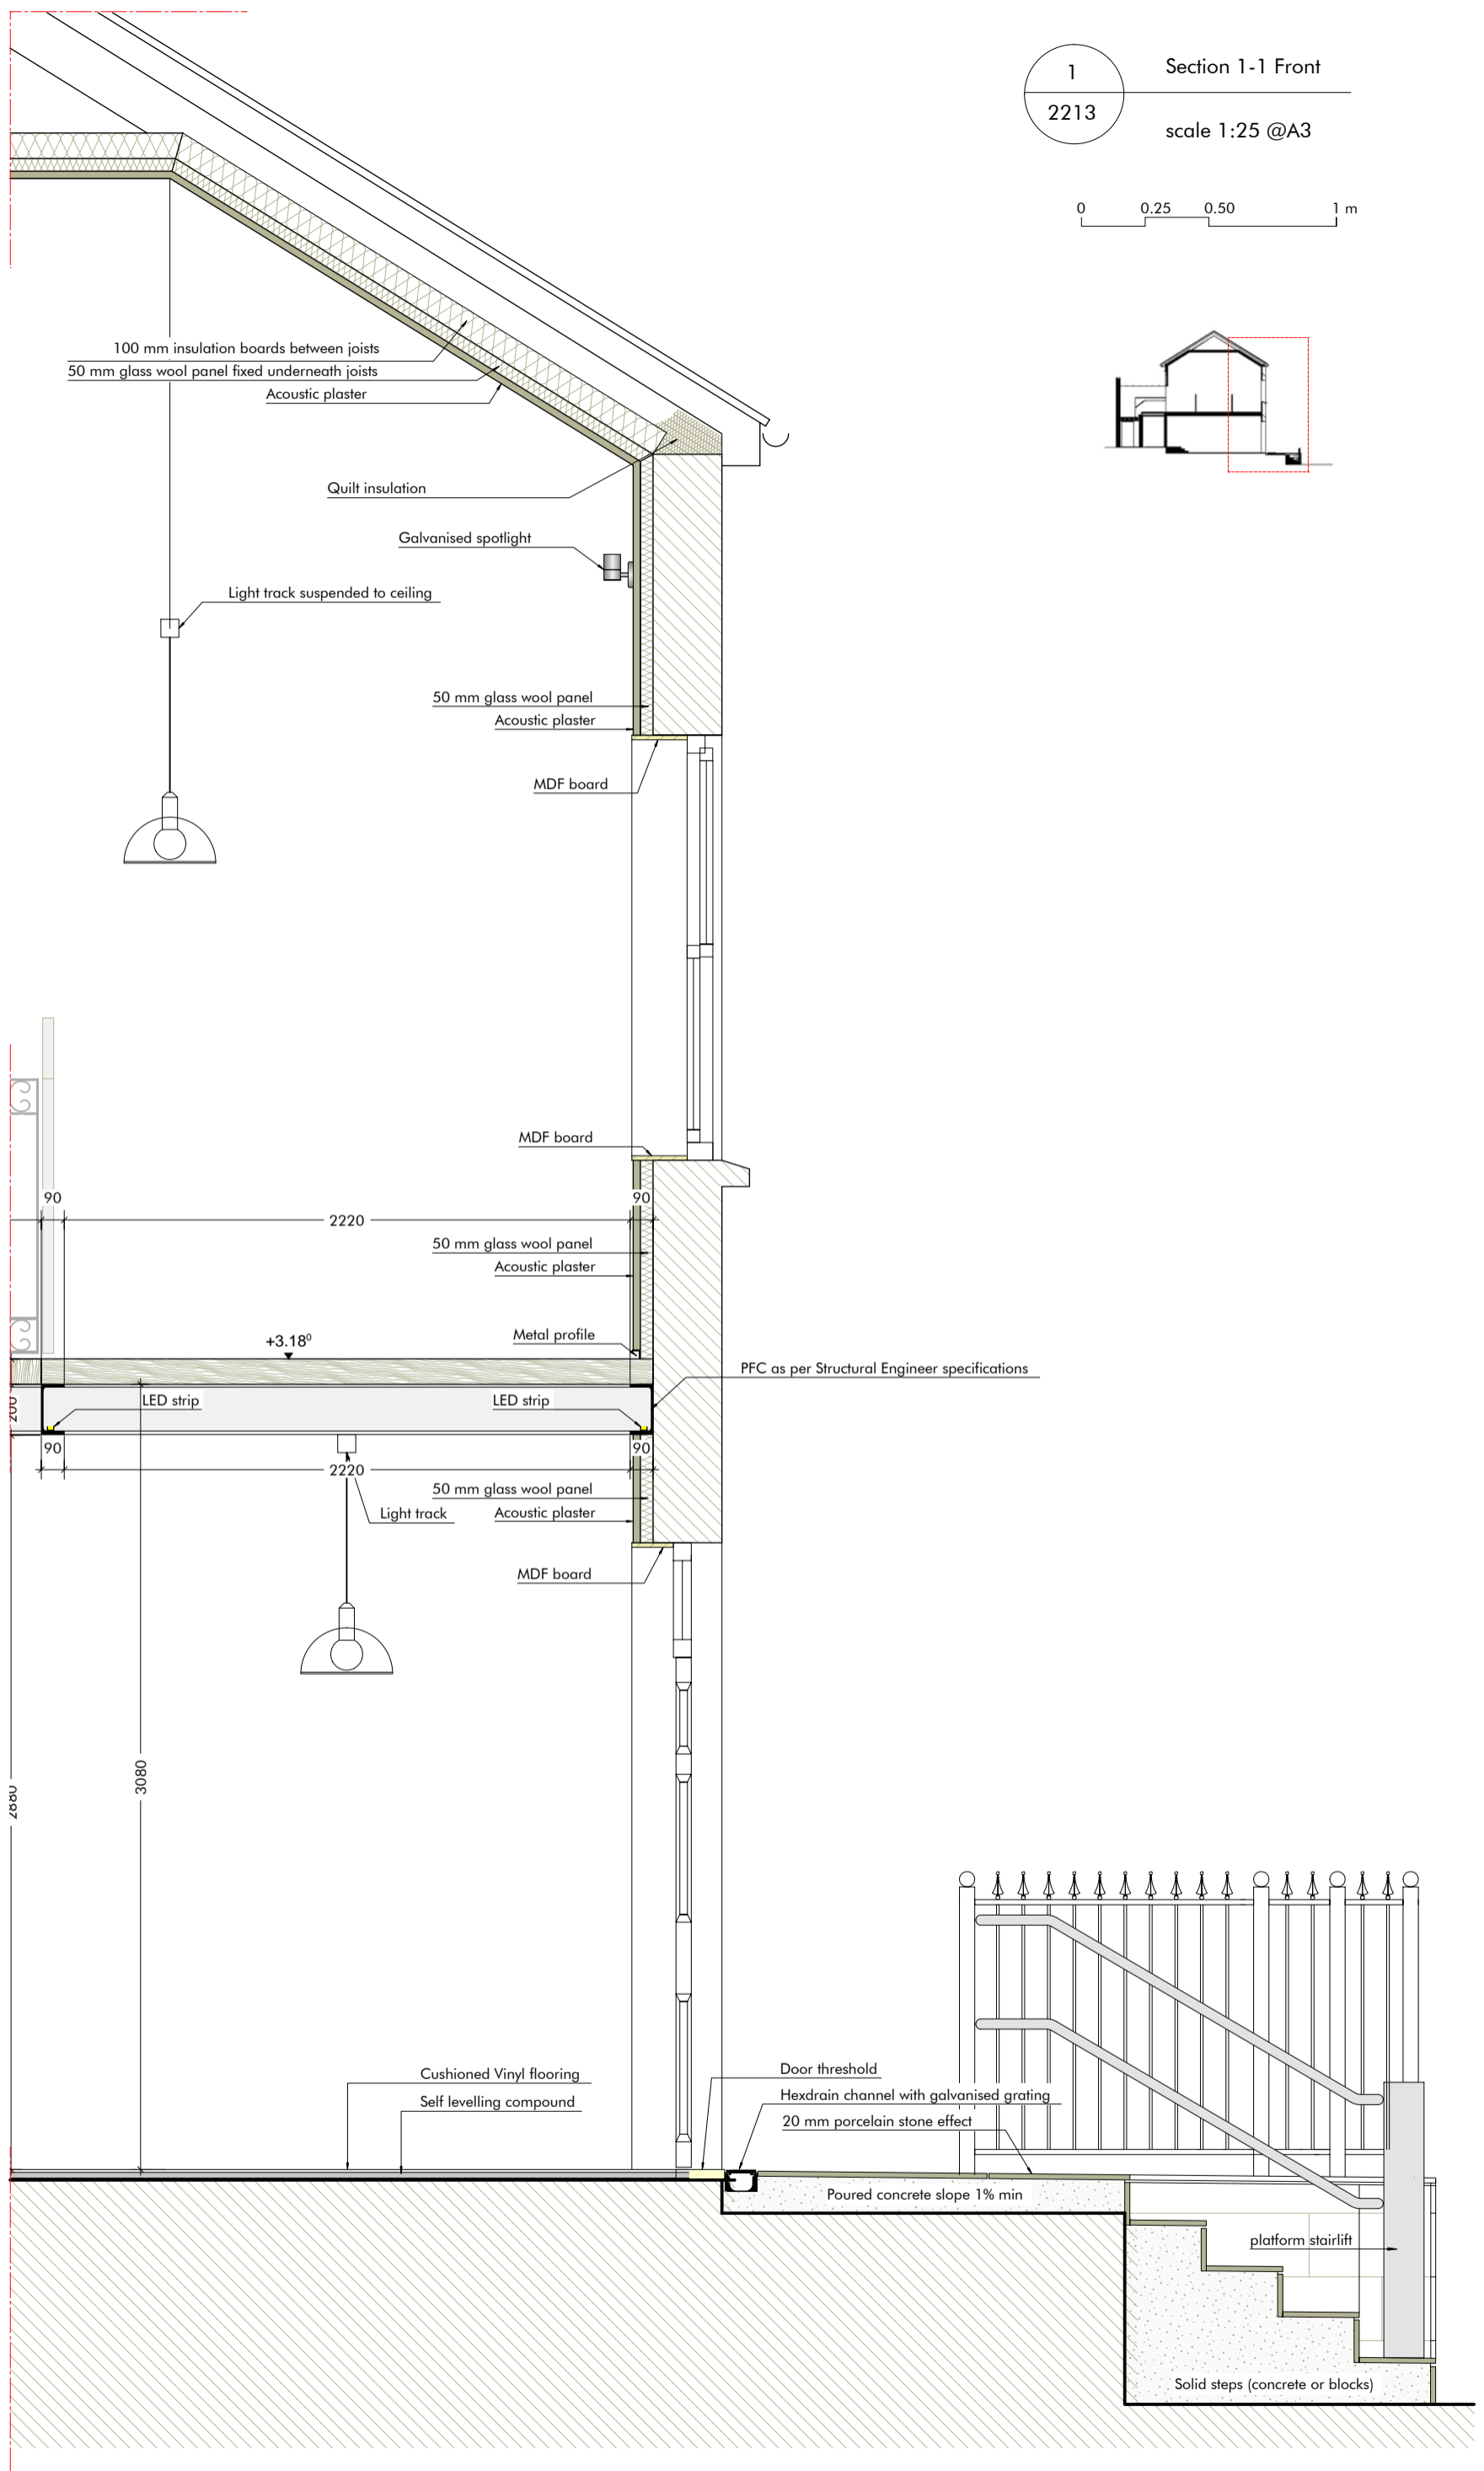 1
Section 1-1 Front
2213
scale 1:25 @A3
0 0.25 0.50 1 m
100 mm insulation boards between joists
50 mm glass wool panel fixed underneath joists
Acoustic plaster
Quilt insulation
Galvanised spotlight
Light track suspended to ceiling
50 mm glass wool panel
Acoustic plaster
MDF board
MDF board
90
90
2220
50 mm glass wool panel
Acoustic plaster
Metal profile
+3.18⁰
PFC as per Structural Engineer specifications
LED strip
LED strip
200
90
90
2220
50 mm glass wool panel
Acoustic plaster
Light track
MDF board
3080
2880
Door threshold
Cushioned Vinyl flooring
Hexdrain channel with galvanised grating
Self levelling compound
20 mm porcelain stone effect
Poured concrete slope 1% min
platform stairlift
Solid steps (concrete or blocks)